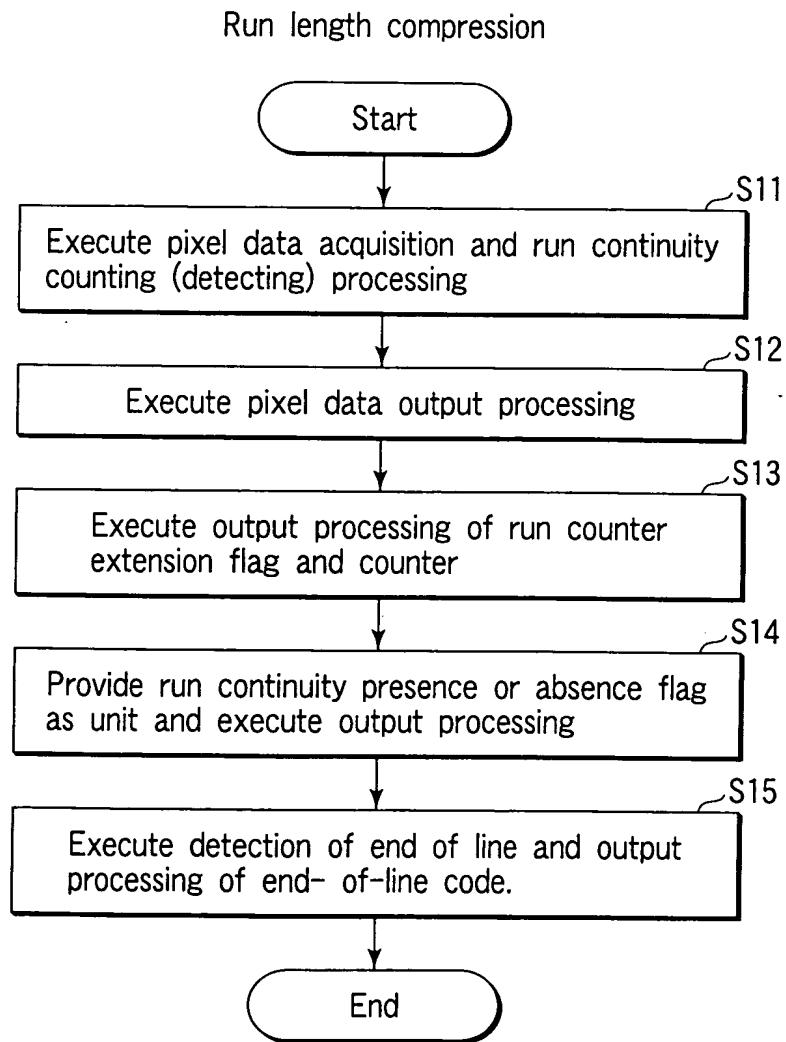 Run length compression
Start
S11
Execute pixel data acquisition and run continuity
counting (detecting) processing
S12
Execute pixel data output processing
S13
Execute output processing of run counter
extension flag and counter
S14
Provide run continuity presence or absence flag
as unit and execute output processing
S15
Execute detection of end of line and output
processing of end- of-line code.
End